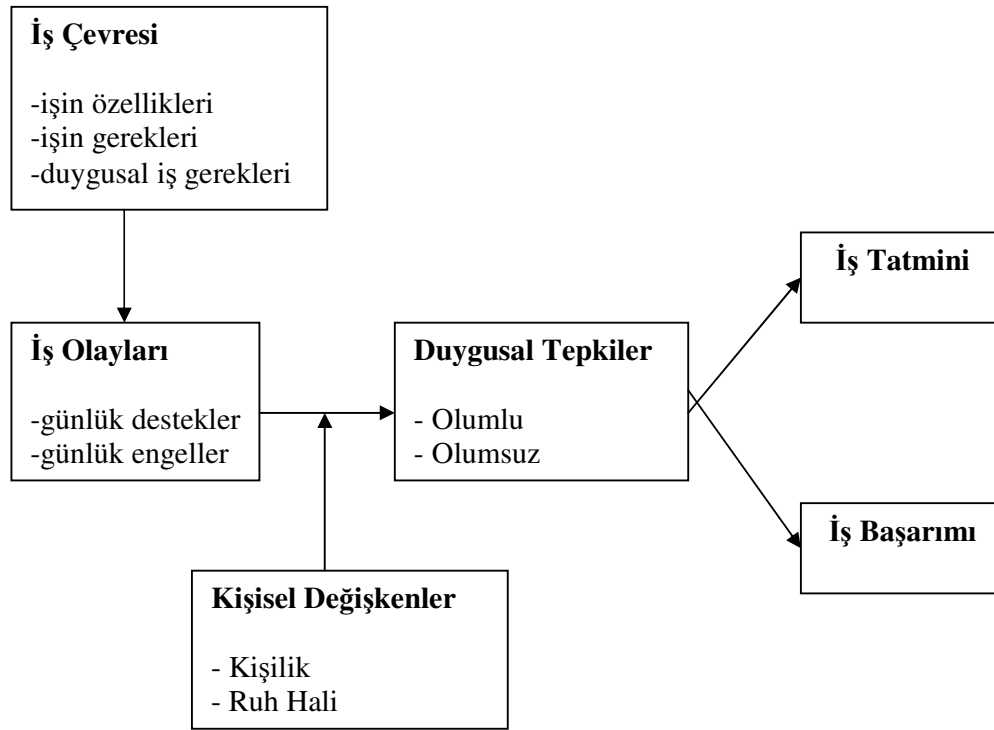 İş Çevresi
-işin özellikleri
-işin gerekleri
-duygusal iş gerekleri
İş Olayları
-günlük destekler
-günlük engeller
Duygusal Tepkiler
- Olumlu
- Olumsuz
İş Tatmini
İş Başarımı
Kişisel Değişkenler
- Kişilik
- Ruh Hali